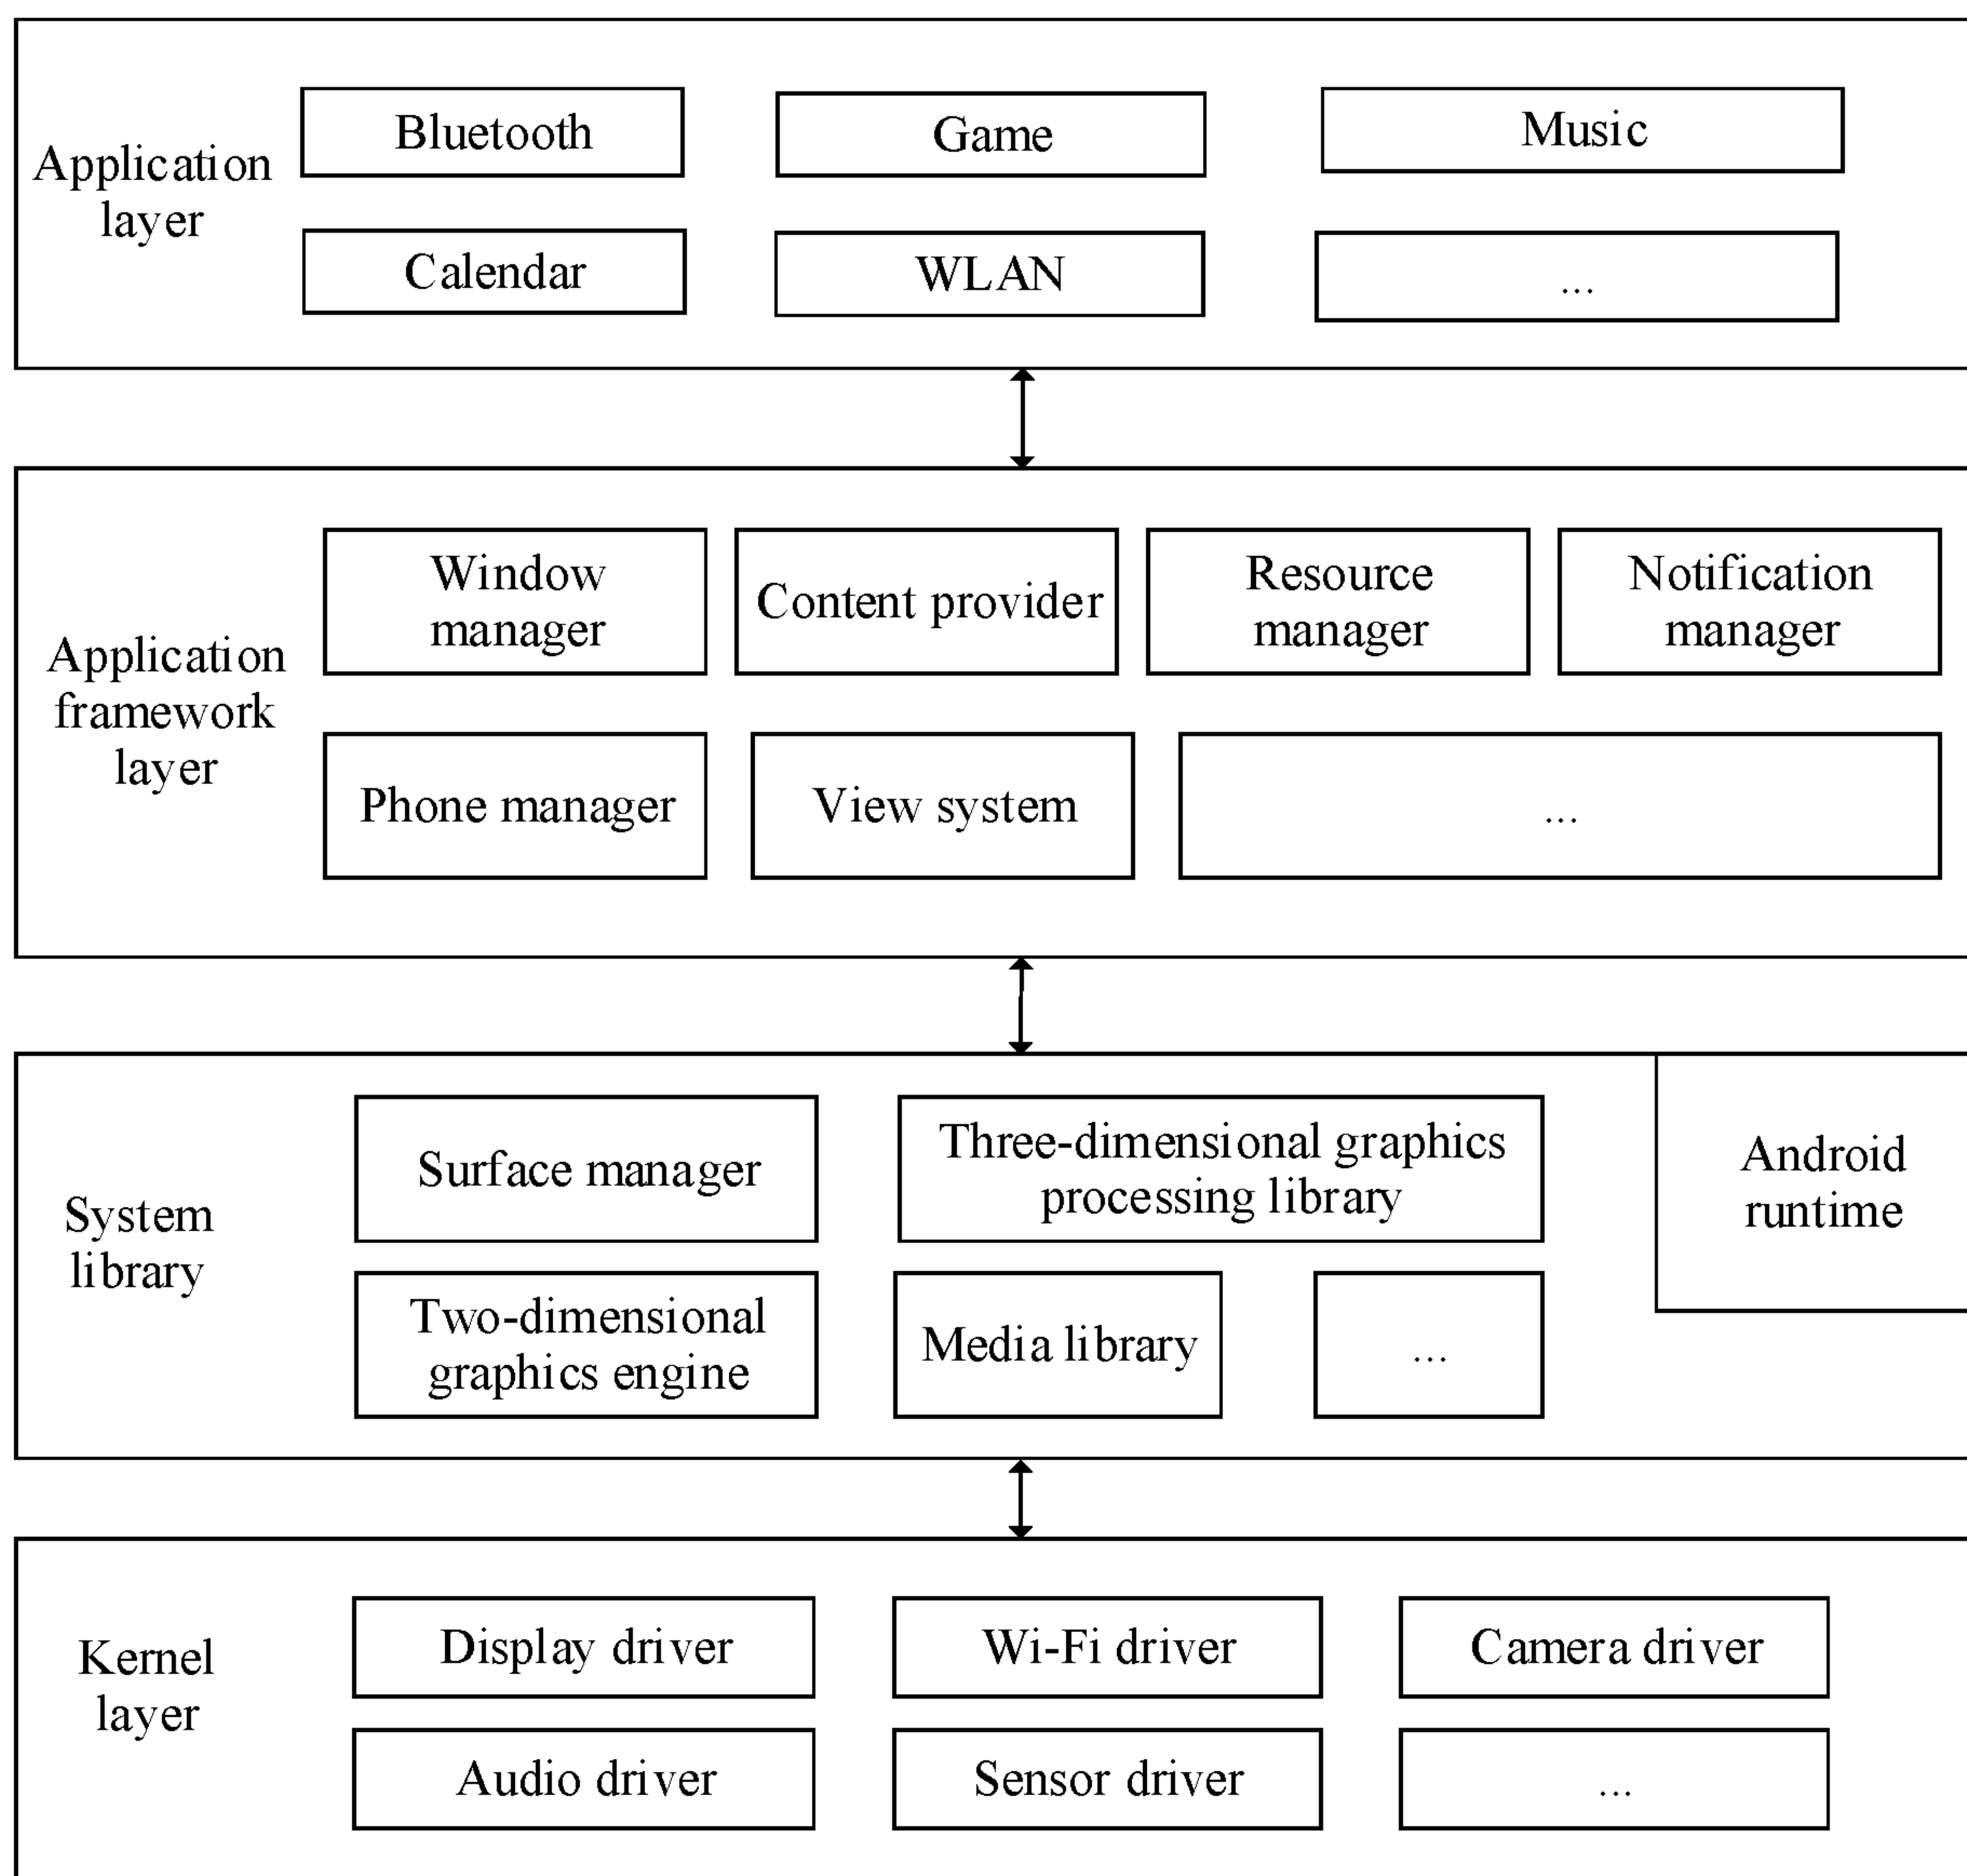 Application
layer
Bluetooth
Game
Music
Calendar
WLAN
...
Application
framework
layer
Window
manager
Content provider
Resource
manager
Notification
manager
Phone manager
View system
...
System
library
Surface manager
Three-dimensional graphics
processing library
Android
runtime
Two-dimensional
graphics engine
Media library
...
Kernel
layer
Display driver
Wi-Fi driver
Camera driver
Audio driver
Sensor driver
...